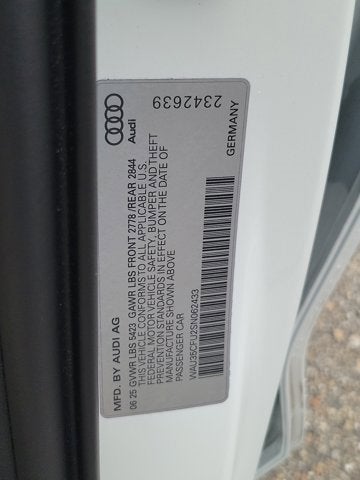 MFD. BY AUDI AG
06 25 GVWR LBS 5423 GAWR LBS FRONT 2778 /REAR 2844
THIS VEHICLE CONFORMS TO ALL APPLICABLE U.S.
FEDERAL MOTOR VEHICLE SAFETY, BUMPER AND THEFT
PREVENTION STANDARDS IN EFFECT ON THE DATE OF
MANUFACTURE SHOWN ABOVE
PASSENGER CAR
WAU35CFU2SN062433
GERMANY
Audi
2342639